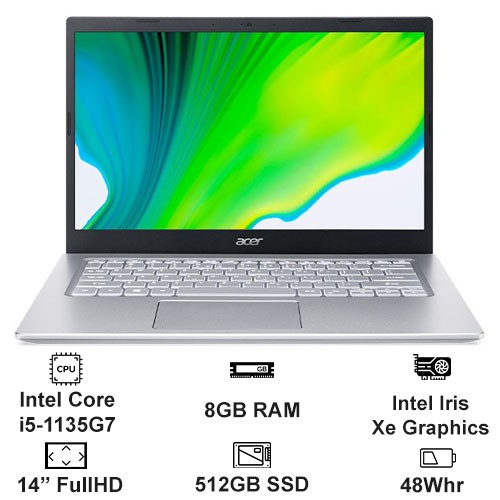 acer
CPU
GB
Intel Core
i5-1135G7
8GB RAM
Intel Iris
Xe Graphics
14” FullHD
512GB SSD
48Whr